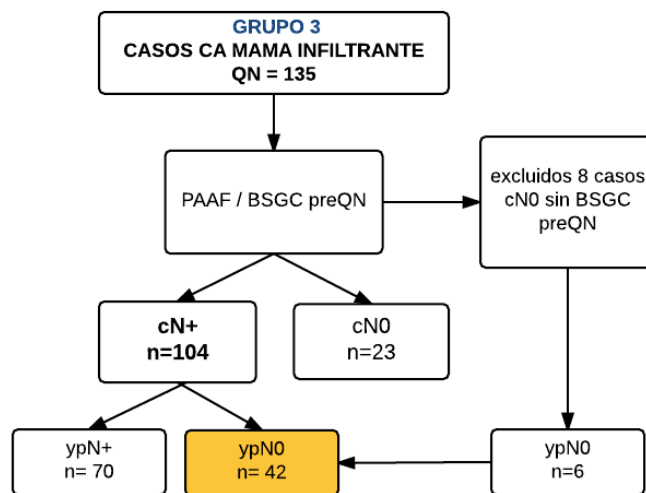 GRUPO 3
CASOS CA MAMA INFILTRANTE
QN = 135
PAAF / BSGC preQN
excluidos 8 casos
cN0 sin BSGC
preQN
cN+
n=104
cN0
n=23
ypN+
n= 70
ypN0
n= 42
ypN0
n=6